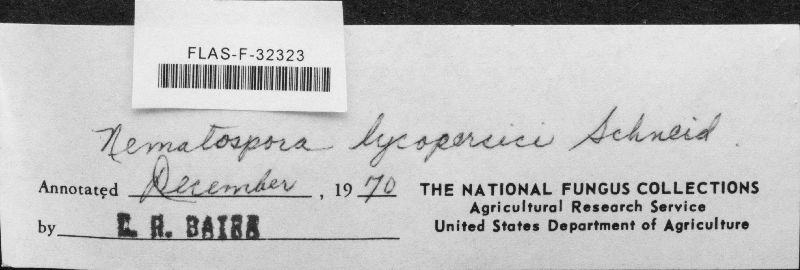 FLAS-F-32323
Nematospora lycopersici Schneid.
Annotated December, 1970
by
THE NATIONAL FUNGUS COLLECTIONS
Agricultural Research Service
United States Department of Agriculture